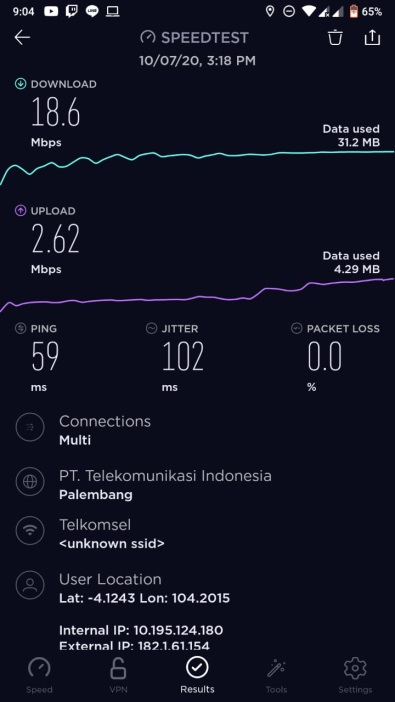 9:04
65%
SPEEDTEST
10/07/20, 3:18 PM
DOWNLOAD
18.6
Mbps
Data used
31.2 MB
UPLOAD
2.62
Mbps
Data used
4.29 MB
PING
59
ms
JITTER
102
ms
PACKET LOSS
0.0
%
Connections
Multi
PT. Telekomunikasi Indonesia
Palembang
Telkomsel
<unknown ssid>
User Location
Lat: -4.1243 Lon: 104.2015
Internal IP: 10.195.124.180
External IP: 182.1.61.154
Speed
VPN
Results
Tools
Settings